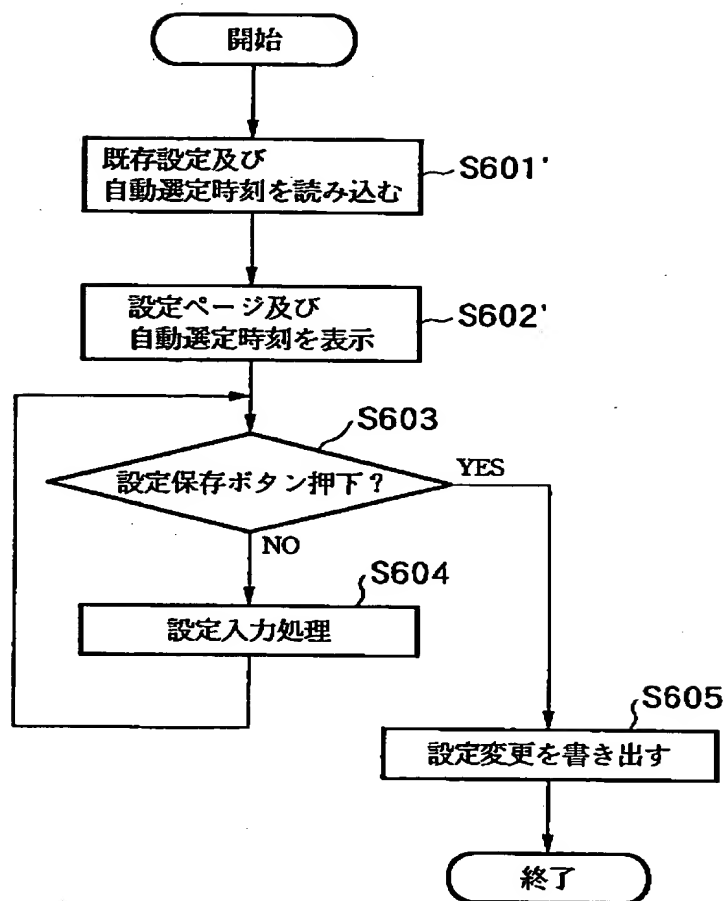 開始
既存設定及び
自動選定時刻を読み込む
S601'
設定ページ及び
自動選定時刻を表示
S602'
S603
設定保存ボタン押下？
YES
NO
S604
設定入力処理
S605
設定変更を書き出す
終了